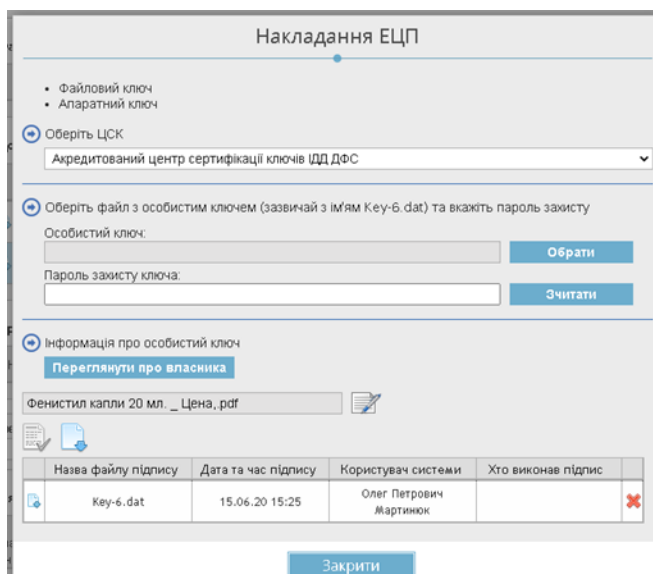 Накладання ЕЦП
Файловий ключ
Апаратний ключ
Оберіть ЦСК
Акредитований центр сертифікації ключів ІДД ДФС
Оберіть файл з особистим ключем (зазвичай з ім'ям Key-6.dat) та вкажіть пароль захисту
Особистий ключ:
Обрати
Пароль захисту ключа:
Зчитати
Інформація про особистий ключ
Переглянути про власника
Фенистил капли 20 мл. _ Цена,.pdf
Назва файлу підпису Дата та час підпису Користувач системи Хто виконав підпис
Key-6.dat 15.06.20 15:25 Олег Петрович
Мартинюк
Закрити